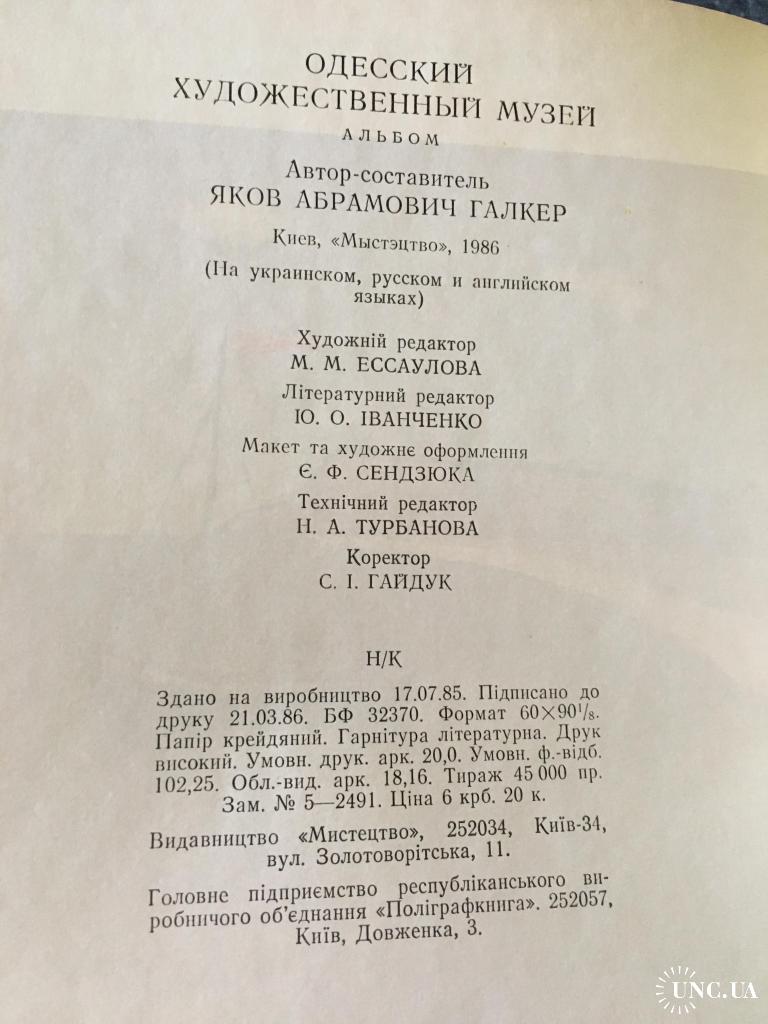 ОДЕССКИЙ
ХУДОЖЕСТВЕННЫЙ МУЗЕЙ
АЛЬБОМ
Автор-составитель
ЯКОВ АБРАМОВИЧ ГАЛКЕР
Киев, «Мыстэцтво», 1986
(На украинском, русском и английском
языках)
Художній редактор
М. М. ЕССАУЛОВА
Літературний редактор
Ю. О. ІВАНЧЕНКО
Макет та художнє оформлення
Є. Ф. СЕНДЗЮКА
Технічний редактор
Н. А. ТУРБАНОВА
Коректор
С. І. ГАЙДУК
Н/К
Здано на виробництво 17.07.85. Підписано до
друку 21.03.86. БФ 32370. Формат 60×90¹/₈.
Папір крейдяний. Гарнітура літературна. Друк
високий. Умовн. друк. арк. 20,0. Умовн. ф.-відб.
102,25. Обл.-вид. арк. 18,16. Тираж 45 000 пр.
Зам. № 5—2491. Ціна 6 крб. 20 к.
Видавництво «Мистецтво», 252034, Київ-34,
вул. Золотоворітська, 11.
Головне підприємство республіканського ви-
робничого об'єднання «Поліграфкнига». 252057,
Київ, Довженка, 3.
UNC.UA